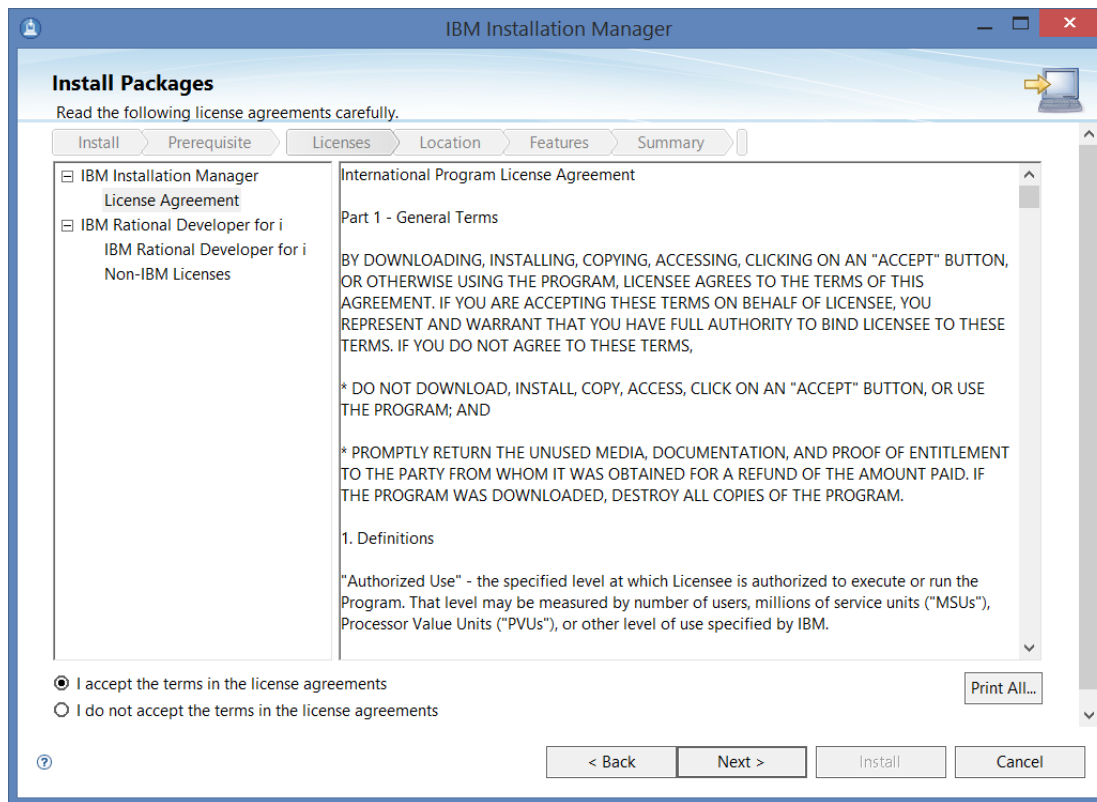 IBM Installation Manager
Install Packages
Read the following license agreements carefully.
Install
Prerequisite
Licenses
Location
Features
Summary
IBM Installation Manager
License Agreement
IBM Rational Developer for i
IBM Rational Developer for i
Non-IBM Licenses
International Program License Agreement
Part 1 - General Terms
BY DOWNLOADING, INSTALLING, COPYING, ACCESSING, CLICKING ON AN "ACCEPT" BUTTON,
OR OTHERWISE USING THE PROGRAM, LICENSEE AGREES TO THE TERMS OF THIS
AGREEMENT. IF YOU ARE ACCEPTING THESE TERMS ON BEHALF OF LICENSEE, YOU
REPRESENT AND WARRANT THAT YOU HAVE FULL AUTHORITY TO BIND LICENSEE TO THESE
TERMS. IF YOU DO NOT AGREE TO THESE TERMS,
* DO NOT DOWNLOAD, INSTALL, COPY, ACCESS, CLICK ON AN "ACCEPT" BUTTON, OR USE
THE PROGRAM; AND
* PROMPTLY RETURN THE UNUSED MEDIA, DOCUMENTATION, AND PROOF OF ENTITLEMENT
TO THE PARTY FROM WHOM IT WAS OBTAINED FOR A REFUND OF THE AMOUNT PAID. IF
THE PROGRAM WAS DOWNLOADED, DESTROY ALL COPIES OF THE PROGRAM.
1. Definitions
"Authorized Use" - the specified level at which Licensee is authorized to execute or run the
Program. That level may be measured by number of users, millions of service units ("MSUs"),
Processor Value Units ("PVUs"), or other level of use specified by IBM.
I accept the terms in the license agreements
I do not accept the terms in the license agreements
Print All...
?
< Back
Next >
Install
Cancel